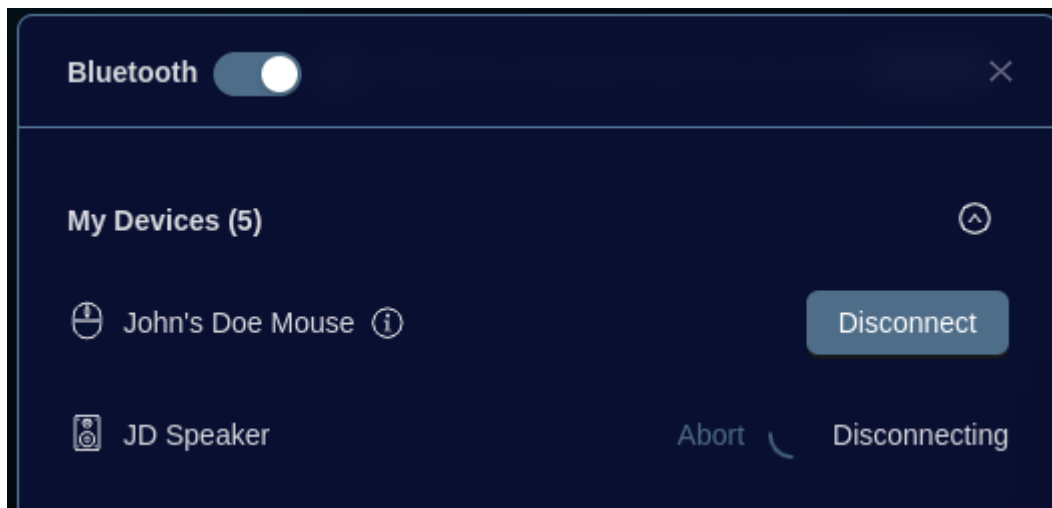 Bluetooth
My Devices (5)
John's Doe Mouse Disconnect
JD Speaker Abort Disconnecting